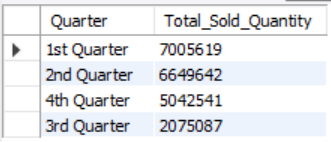 Quarter Total_Sold_Quantity
1st Quarter 7005619
2nd Quarter 6649642
4th Quarter 5042541
3rd Quarter 2075087